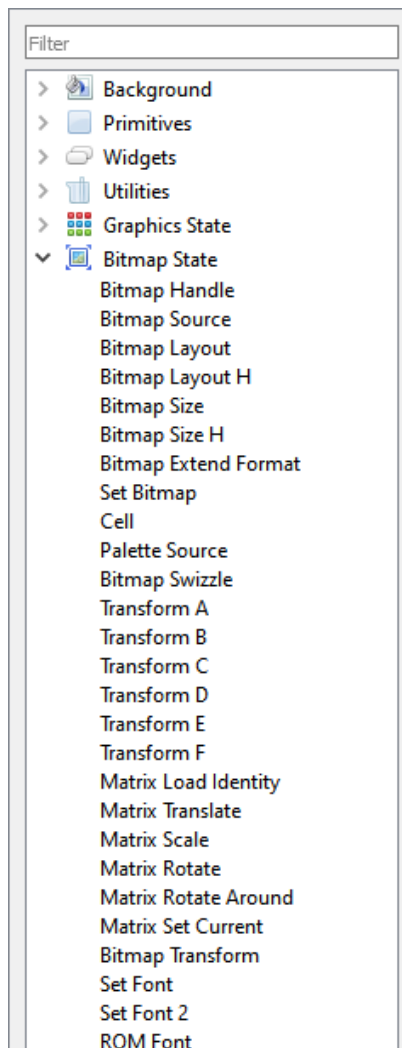 Filter
Background
Primitives
Widgets
Utilities
Graphics State
Bitmap State
Bitmap Handle
Bitmap Source
Bitmap Layout
Bitmap Layout H
Bitmap Size
Bitmap Size H
Bitmap Extend Format
Set Bitmap
Cell
Palette Source
Bitmap Swizzle
Transform A
Transform B
Transform C
Transform D
Transform E
Transform F
Matrix Load Identity
Matrix Translate
Matrix Scale
Matrix Rotate
Matrix Rotate Around
Matrix Set Current
Bitmap Transform
Set Font
Set Font 2
ROM Font